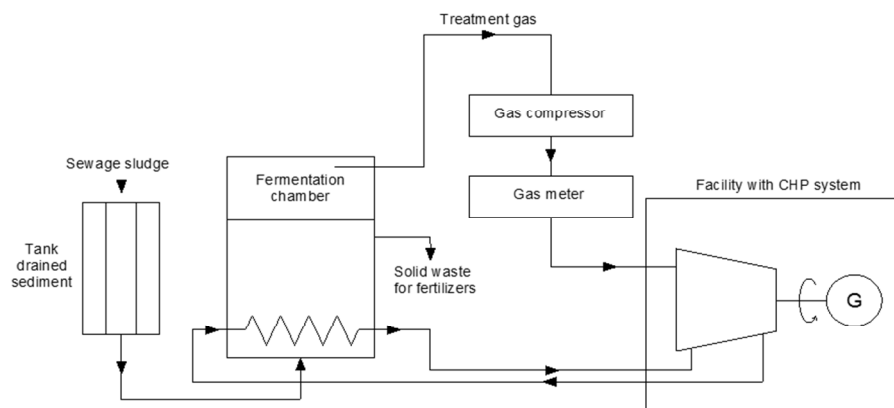 Treatment gas
Gas compressor
Sewage sludge
Fermentation
chamber
Gas meter
Facility with CHP system
Tank
drained
sediment
Solid waste
for fertilizers
G